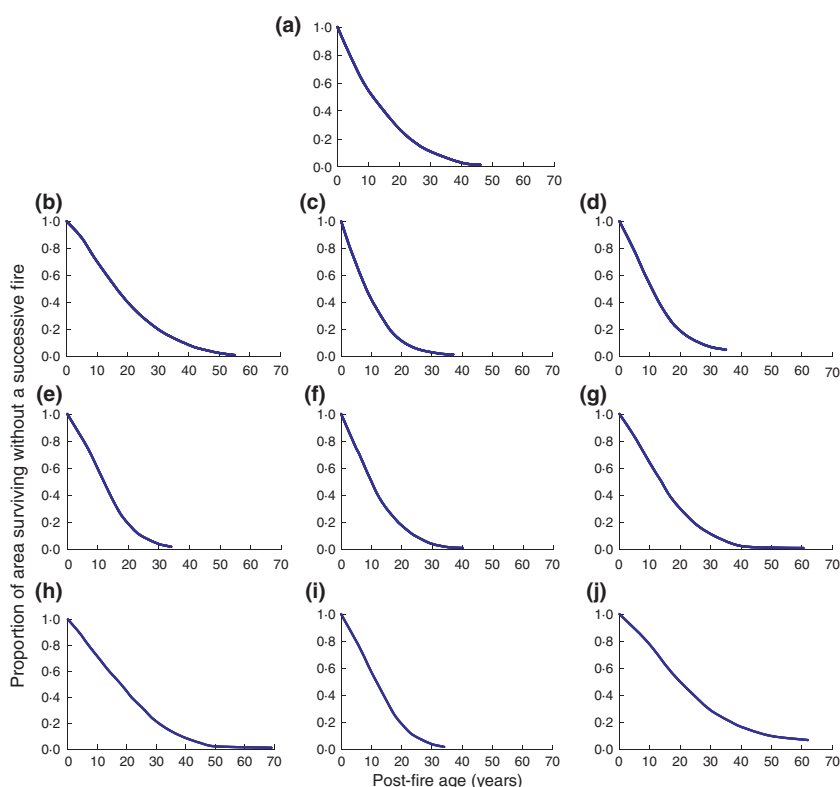 (a)
1·0
0·8
0·6
0·4
0·2
0·0
0 10 20 30 40 50 60 70
(b) (c) (d)
1·0 1·0 1·0
0·8 0·8 0·8
0·6 0·6 0·6
0·4 0·4 0·4
0·2 0·2 0·2
0·0 0·0 0·0
0 10 20 30 40 50 60 70 0 10 20 30 40 50 60 70 0 10 20 30 40 50 60 70
(e) (f) (g)
1·0 1·0 1·0
0·8 0·8 0·8
0·6 0·6 0·6
0·4 0·4 0·4
0·2 0·2 0·2
0·0 0·0 0·0
0 10 20 30 40 50 60 70 0 10 20 30 40 50 60 70 0 10 20 30 40 50 60 70
(h) (i) (j)
1·0 1·0 1·0
0·8 0·8 0·8
0·6 0·6 0·6
0·4 0·4 0·4
0·2 0·2 0·2
0·0 0·0 0·0
0 10 20 30 40 50 60 70 0 10 20 30 40 50 60 70 0 10 20 30 40 50 60 70
Proportion of area surviving without a successive fire
Post-fire age (years)